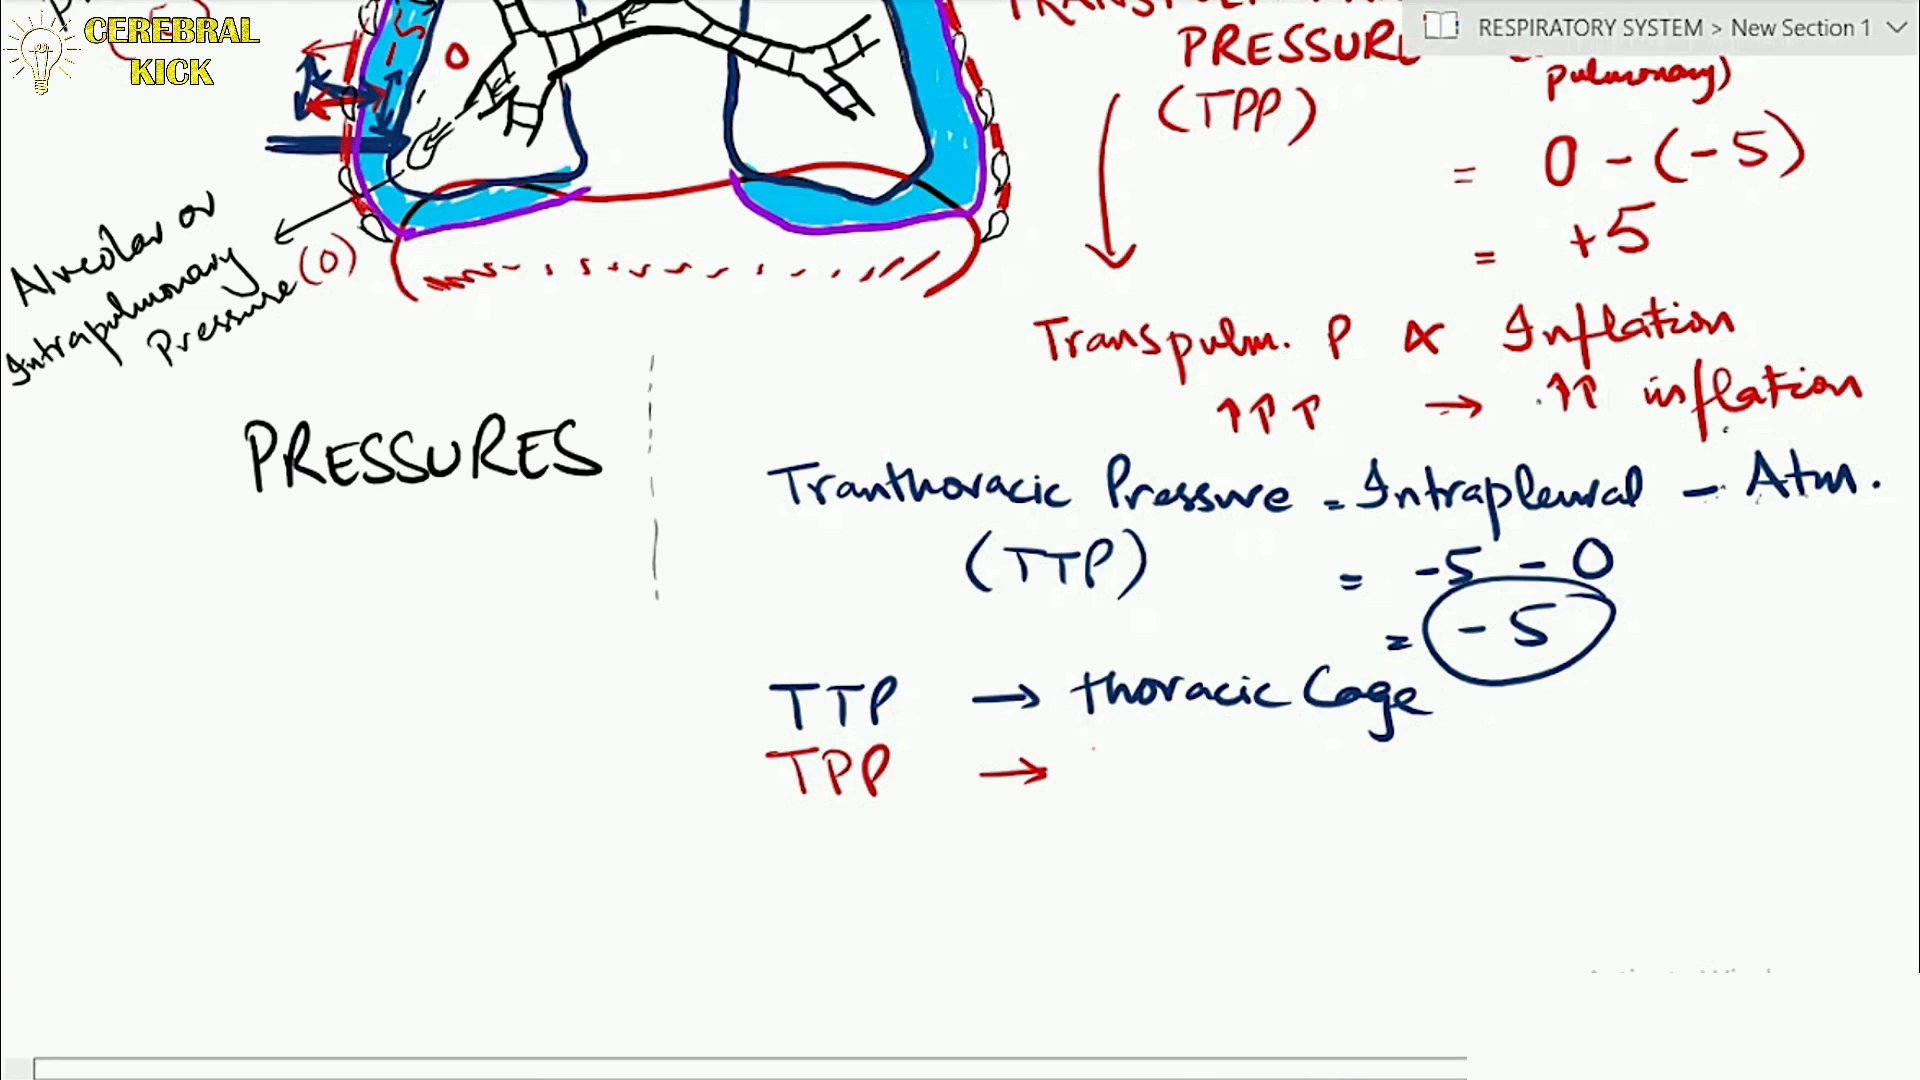 CEREBRAL
KICK
RESPIRATORY SYSTEM > New Section 1
PRESSURE
pulmonary)
(TPP)
= 0 - (-5)
= +5
0
Alveolar or
Intrapulmonary
Pressure (0)
Transpulm. P ∝ Inflation
↑P↑ → ↑↑ inflation
PRESSURES
Tranthoracic Pressure = Intrapleural - Atm.
(TTP)
= -5 - 0
= -5
TTP → thoracic Cage
TPP →